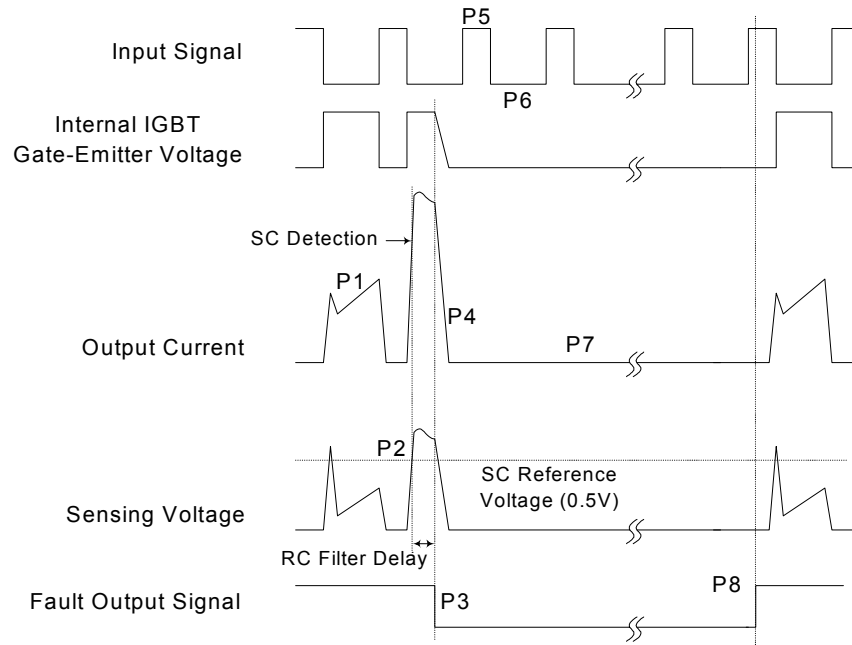 P5
Input Signal
P6
Internal IGBT
Gate-Emitter Voltage
SC Detection
P1
P4
Output Current
P7
P2
SC Reference
Voltage (0.5V)
Sensing Voltage
RC Filter Delay
P8
Fault Output Signal
P3